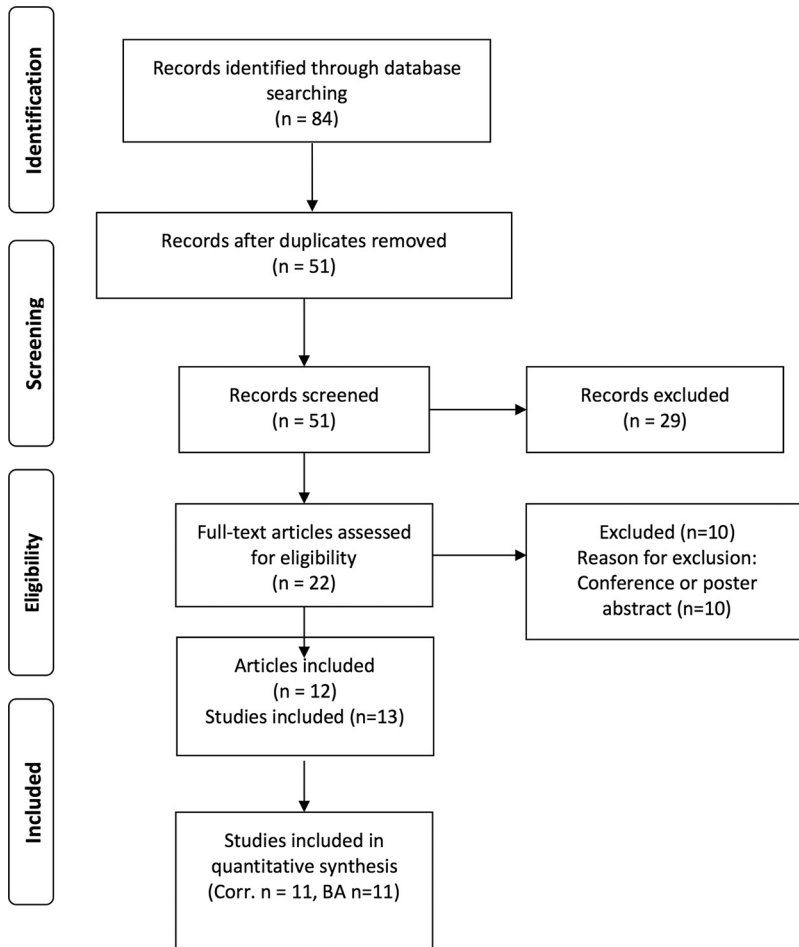 Identification
Records identified through database
searching
(n = 84)
Records after duplicates removed
(n = 51)
Screening
Records screened
(n = 51)
Records excluded
(n = 29)
Eligibility
Full-text articles assessed
for eligibility
(n = 22)
Excluded (n=10)
Reason for exclusion:
Conference or poster
abstract (n=10)
Articles included
(n = 12)
Studies included (n=13)
Included
Studies included in
quantitative synthesis
(Corr. n = 11, BA n=11)